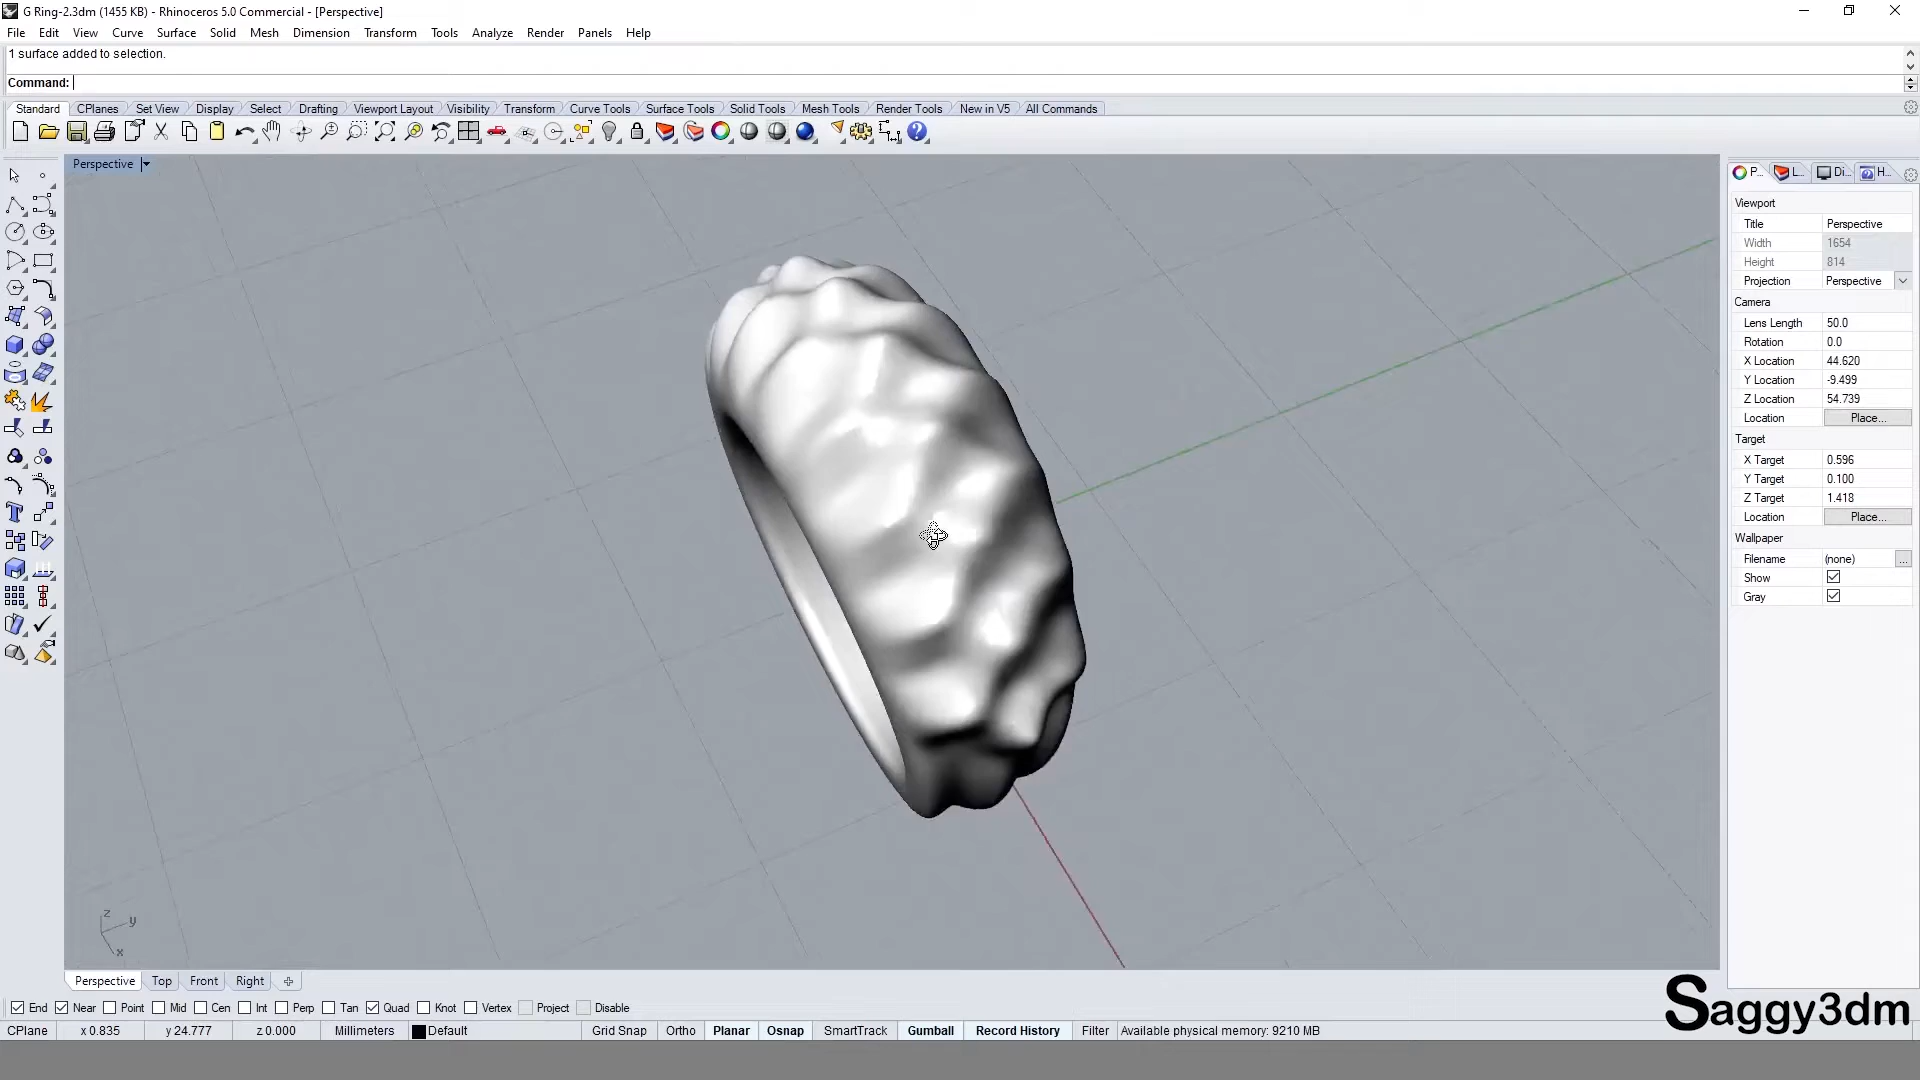 G Ring-2.3dm (1455 KB) - Rhinoceros 5.0 Commercial - [Perspective]
File Edit View Curve Surface Solid Mesh Dimension Transform Tools Analyze Render Panels Help
1 surface added to selection.
Command:
Standard CPlanes Set View Display Select Drafting Viewport Layout Visibility Transform Curve Tools Surface Tools Solid Tools Mesh Tools Render Tools New in V5 All Commands
Perspective
P... L... Di... H...
Viewport
Title Perspective
Width 1654
Height 814
Projection Perspective
Camera
Lens Length 50.0
Rotation 0.0
X Location 44.620
Y Location -9.499
Z Location 54.739
Location Place...
Target
X Target 0.596
Y Target 0.100
Z Target 1.418
Location Place...
Wallpaper
Filename (none) ...
Show
Gray
z
y
x
Perspective Top Front Right
End Near Point Mid Cen Int Perp Tan Quad Knot Vertex Project Disable
Saggy3dm
CPlane x 0.835 y 24.777 z 0.000 Millimeters Default Grid Snap Ortho Planar Osnap SmartTrack Gumball Record History Filter Available physical memory: 9210 MB